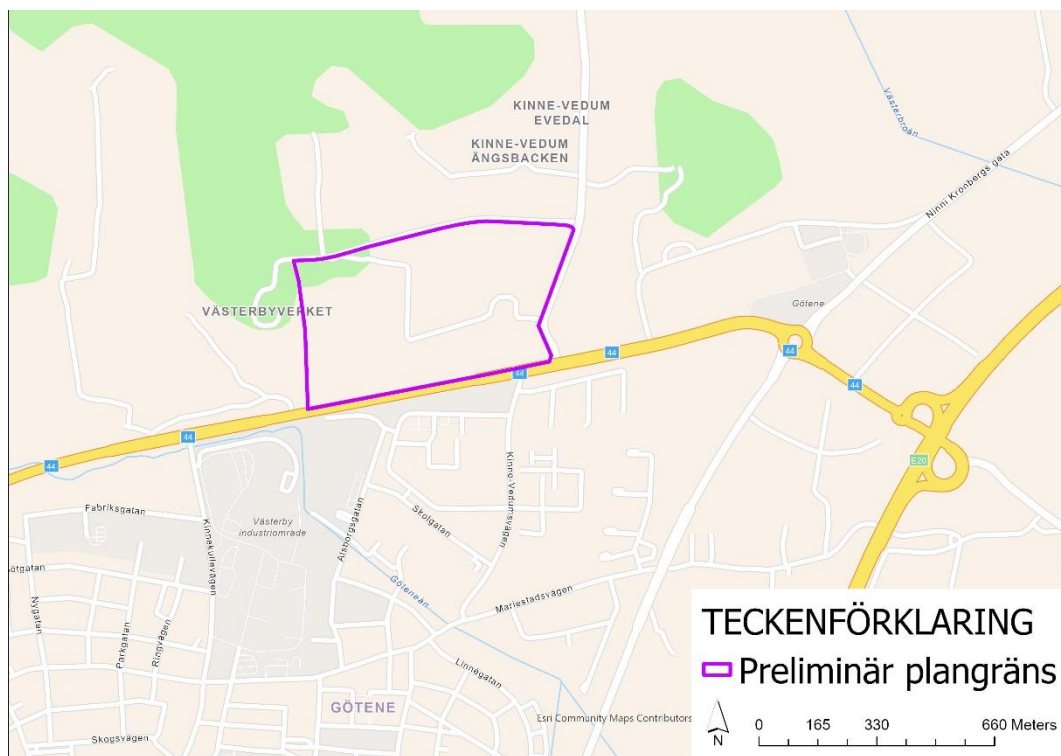 KINNE-VEDUM
EVEDAL
KINNE-VEDUM
ÄNGSBACKEN
Västerbroån
Ninni Kronbergs gata
VÄSTERBYVERKET
Götene
44
44
44
44
44
44
E20
Fabriksgatan
Kinnekullevägen
Västerby
industriområde
Alsborgsgatan
Skolgatan
Kinne-Vedumsvägen
Göteneån
Mariestadsvägen
Nygatan
Parkgatan
Ringvägen
Linnégatan
GÖTENE
Skogsvägen
Esri Community Maps Contributors
TECKENFÖRKLARING
Preliminär plangräns
N
0 165 330 660 Meters